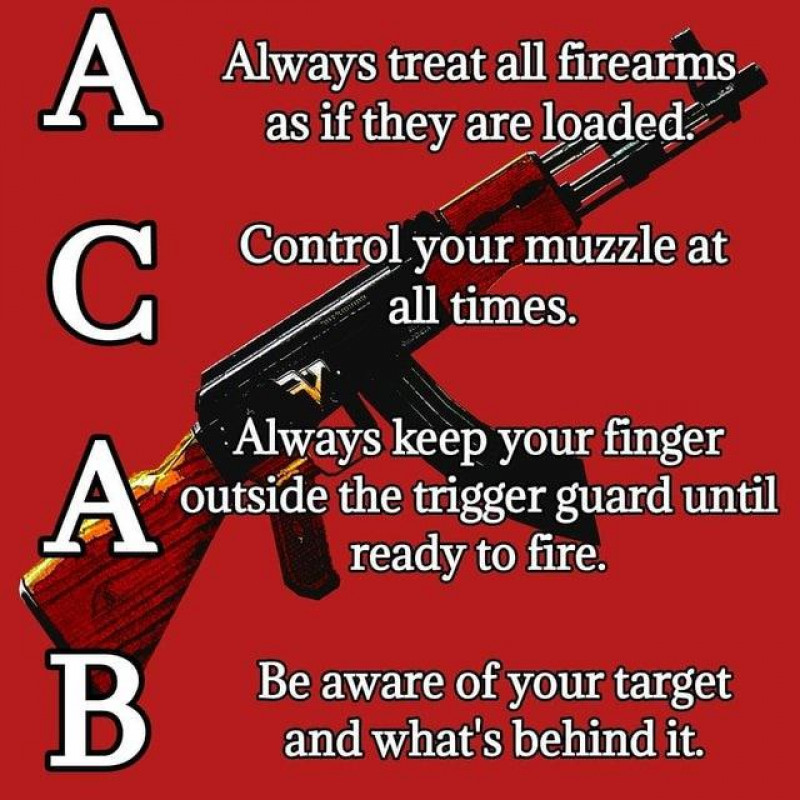 A
Always treat all firearms
as if they are loaded.
C
Control your muzzle at
all times.
A
Always keep your finger
outside the trigger guard until
ready to fire.
B
Be aware of your target
and what's behind it.